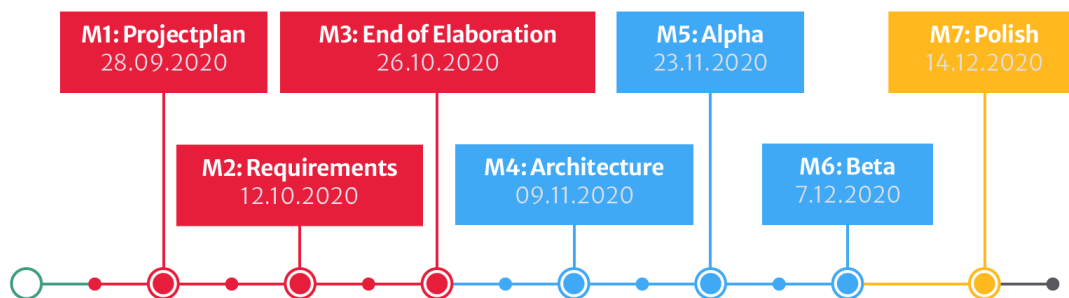 M1: Projectplan
28.09.2020
M3: End of Elaboration
26.10.2020
M5: Alpha
23.11.2020
M7: Polish
14.12.2020
M2: Requirements
12.10.2020
M4: Architecture
09.11.2020
M6: Beta
7.12.2020